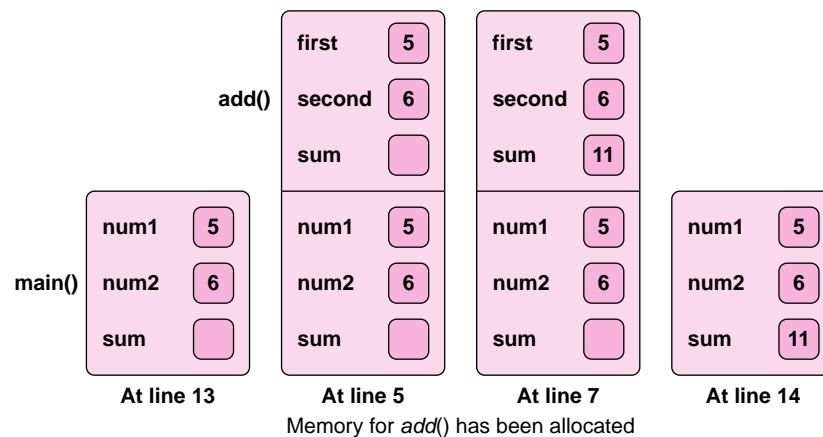 first 5 first 5
add() second 6 second 6
sum sum 11
num1 5 num1 5 num1 5 num1 5
main() num2 6 num2 6 num2 6 num2 6
sum sum sum sum 11
At line 13 At line 5 At line 7 At line 14
Memory for add() has been allocated